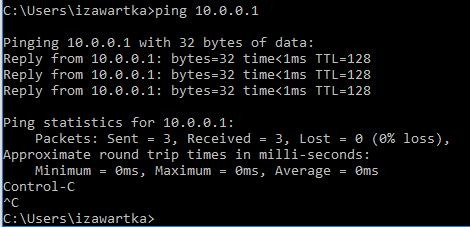 C:\Users\izawartka>ping 10.0.0.1
Pinging 10.0.0.1 with 32 bytes of data:
Reply from 10.0.0.1: bytes=32 time<1ms TTL=128
Reply from 10.0.0.1: bytes=32 time<1ms TTL=128
Reply from 10.0.0.1: bytes=32 time<1ms TTL=128
Ping statistics for 10.0.0.1:
    Packets: Sent = 3, Received = 3, Lost = 0 (0% loss),
Approximate round trip times in milli-seconds:
    Minimum = 0ms, Maximum = 0ms, Average = 0ms
Control-C
^C
C:\Users\izawartka>